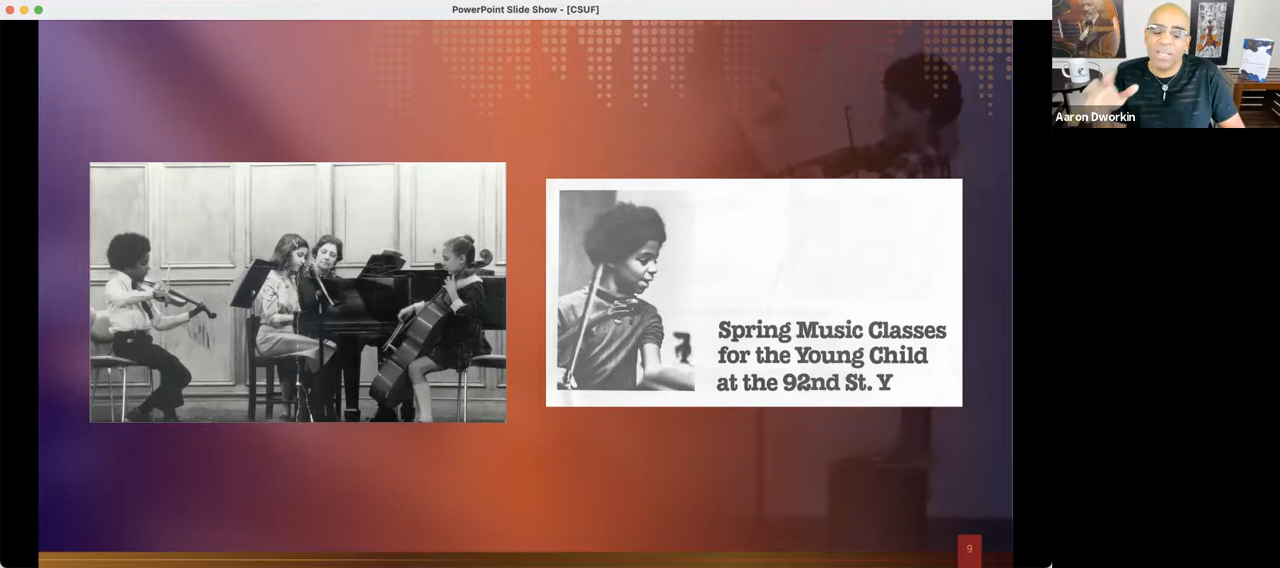 PowerPoint Slide Show - [CSUF]
Aaron Dworkin
Spring Music Classes
for the Young Child
at the 92nd St. Y
9